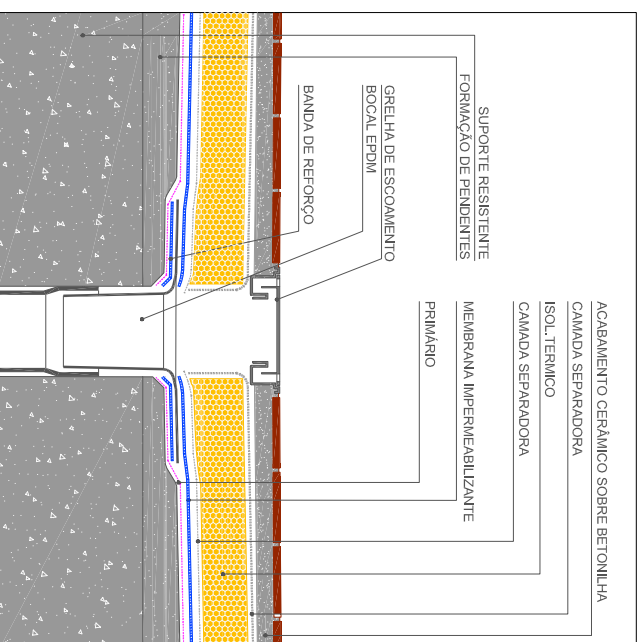 SUPORTE RESISTENTE
FORMAÇÃO DE PENDENTES
GRELHA DE ESCOAMENTO
BOCAL EPDM
BANDA DE REFORÇO
ACABAMENTO CERÂMICO SOBRE BETONILHA
CAMADA SEPARADORA
ISOL.TERMICO
CAMADA SEPARADORA
MEMBRANA IMPERMEABILIZANTE
PRIMÁRIO